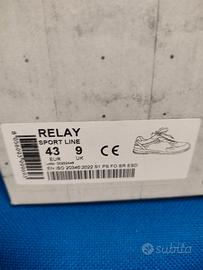 RELAY
SPORT LINE
43 9 CE
EUR UK
EN ISO 20345:2022 S1 PS FO SR ESD
subito